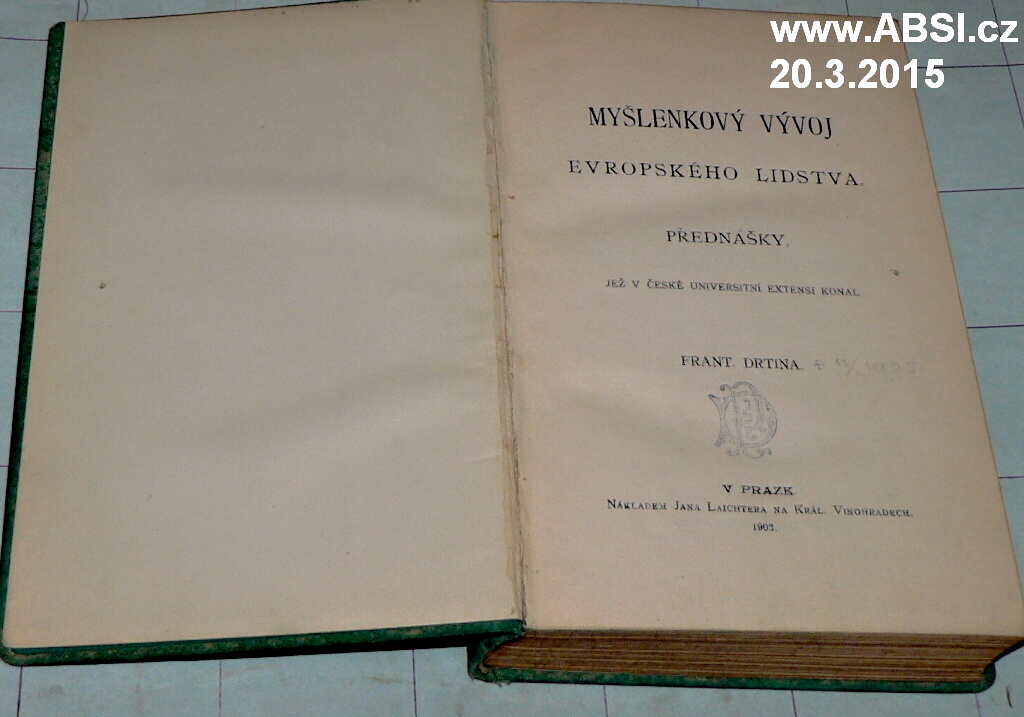 www.ABSI.cz
20.3.2015
MYŠLENKOVÝ VÝVOJ
EVROPSKÉHO LIDSTVA.
PŘEDNÁŠKY,
JEŽ V ČESKÉ UNIVERSITNÍ EXTENSI KONAL
FRANT. DRTINA.
V PRAZE.
NÁKLADEM JANA LAICHTERA NA KRÁL. VINOHRADECH.